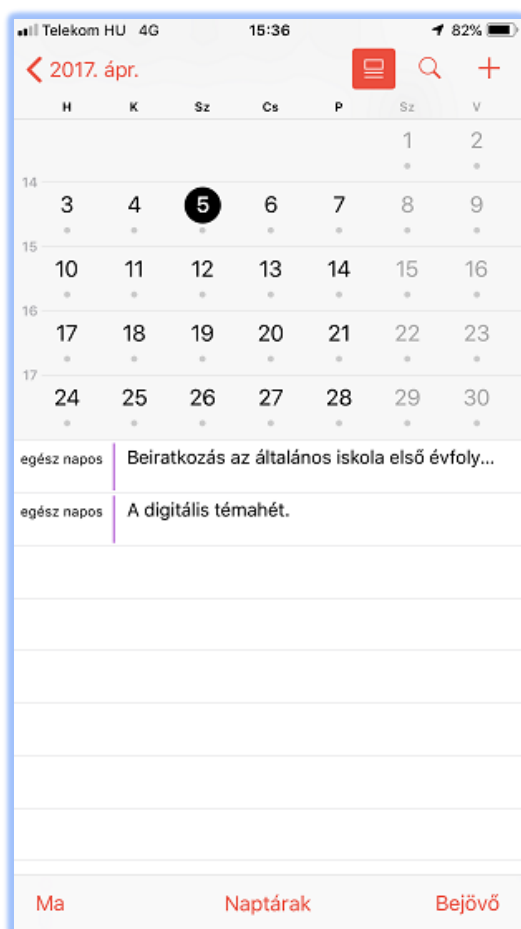 Telekom HU 4G 15:36 82%
2017. ápr.
H K Sz Cs P Sz V
1 2
14
3 4 5 6 7 8 9
15
10 11 12 13 14 15 16
16
17 18 19 20 21 22 23
17
24 25 26 27 28 29 30
egész napos Beiratkozás az általános iskola első évfoly...
egész napos A digitális témahét.
Ma Naptárak Bejövő